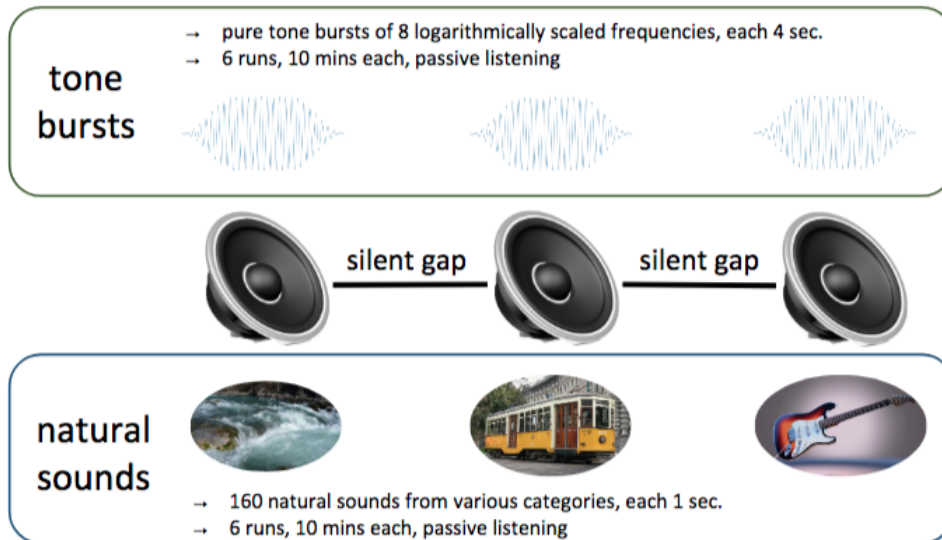 → pure tone bursts of 8 logarithmically scaled frequencies, each 4 sec.
→ 6 runs, 10 mins each, passive listening
tone
bursts
silent gap
silent gap
natural
sounds
→ 160 natural sounds from various categories, each 1 sec.
→ 6 runs, 10 mins each, passive listening